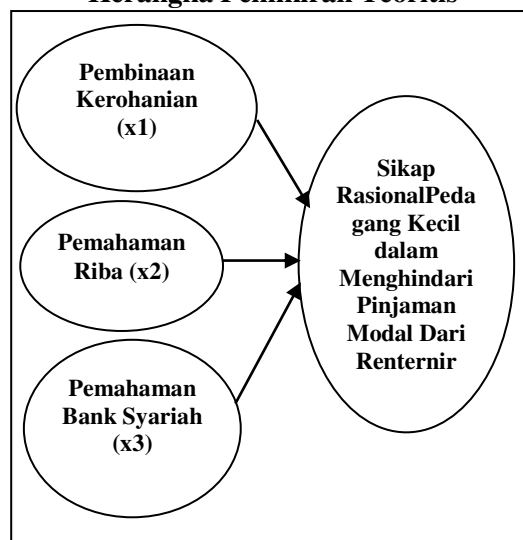 Kerangka Pemikiran Teoritis
Pembinaan
Kerohanian
(x1)
Pemahaman
Riba (x2)
Pemahaman
Bank Syariah
(x3)
Sikap
RasionalPeda
gang Kecil
dalam
Menghindari
Pinjaman
Modal Dari
Renternir